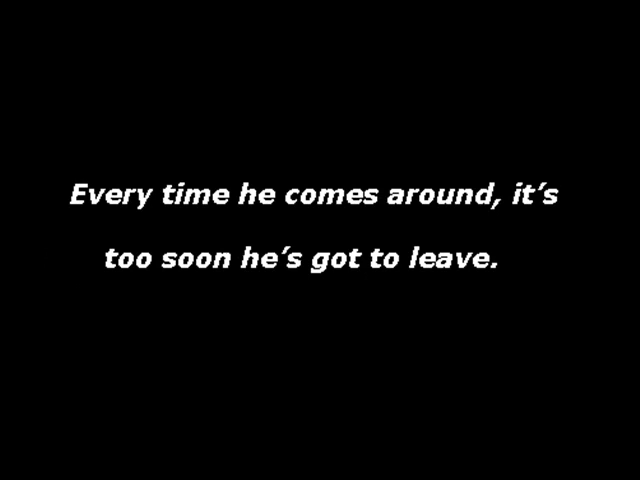 Every time he comes around, it’s
too soon he’s got to leave.